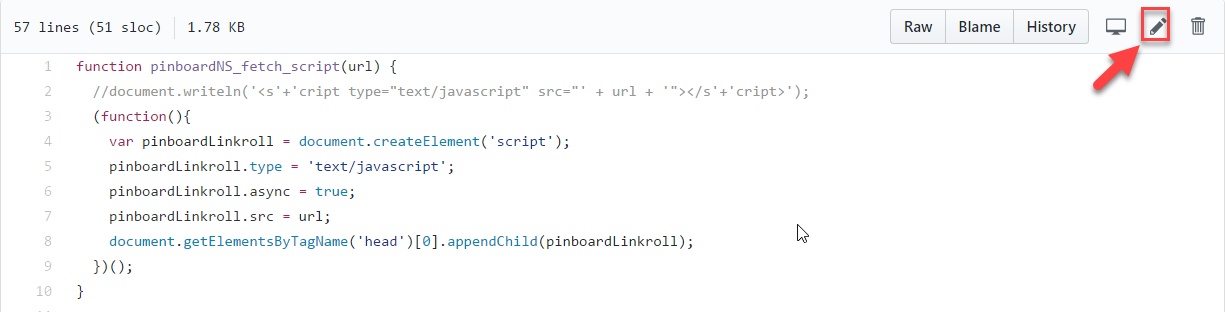 57 lines (51 sloc) 1.78 KB Raw Blame History
1 function pinboardNS_fetch_script(url) {
2 //document.writeln('<s'+'cript type="text/javascript" src="' + url + '"></s'+'cript>');
3 (function(){
4 var pinboardLinkroll = document.createElement('script');
5 pinboardLinkroll.type = 'text/javascript';
6 pinboardLinkroll.async = true;
7 pinboardLinkroll.src = url;
8 document.getElementsByTagName('head')[0].appendChild(pinboardLinkroll);
9 })();
10 }